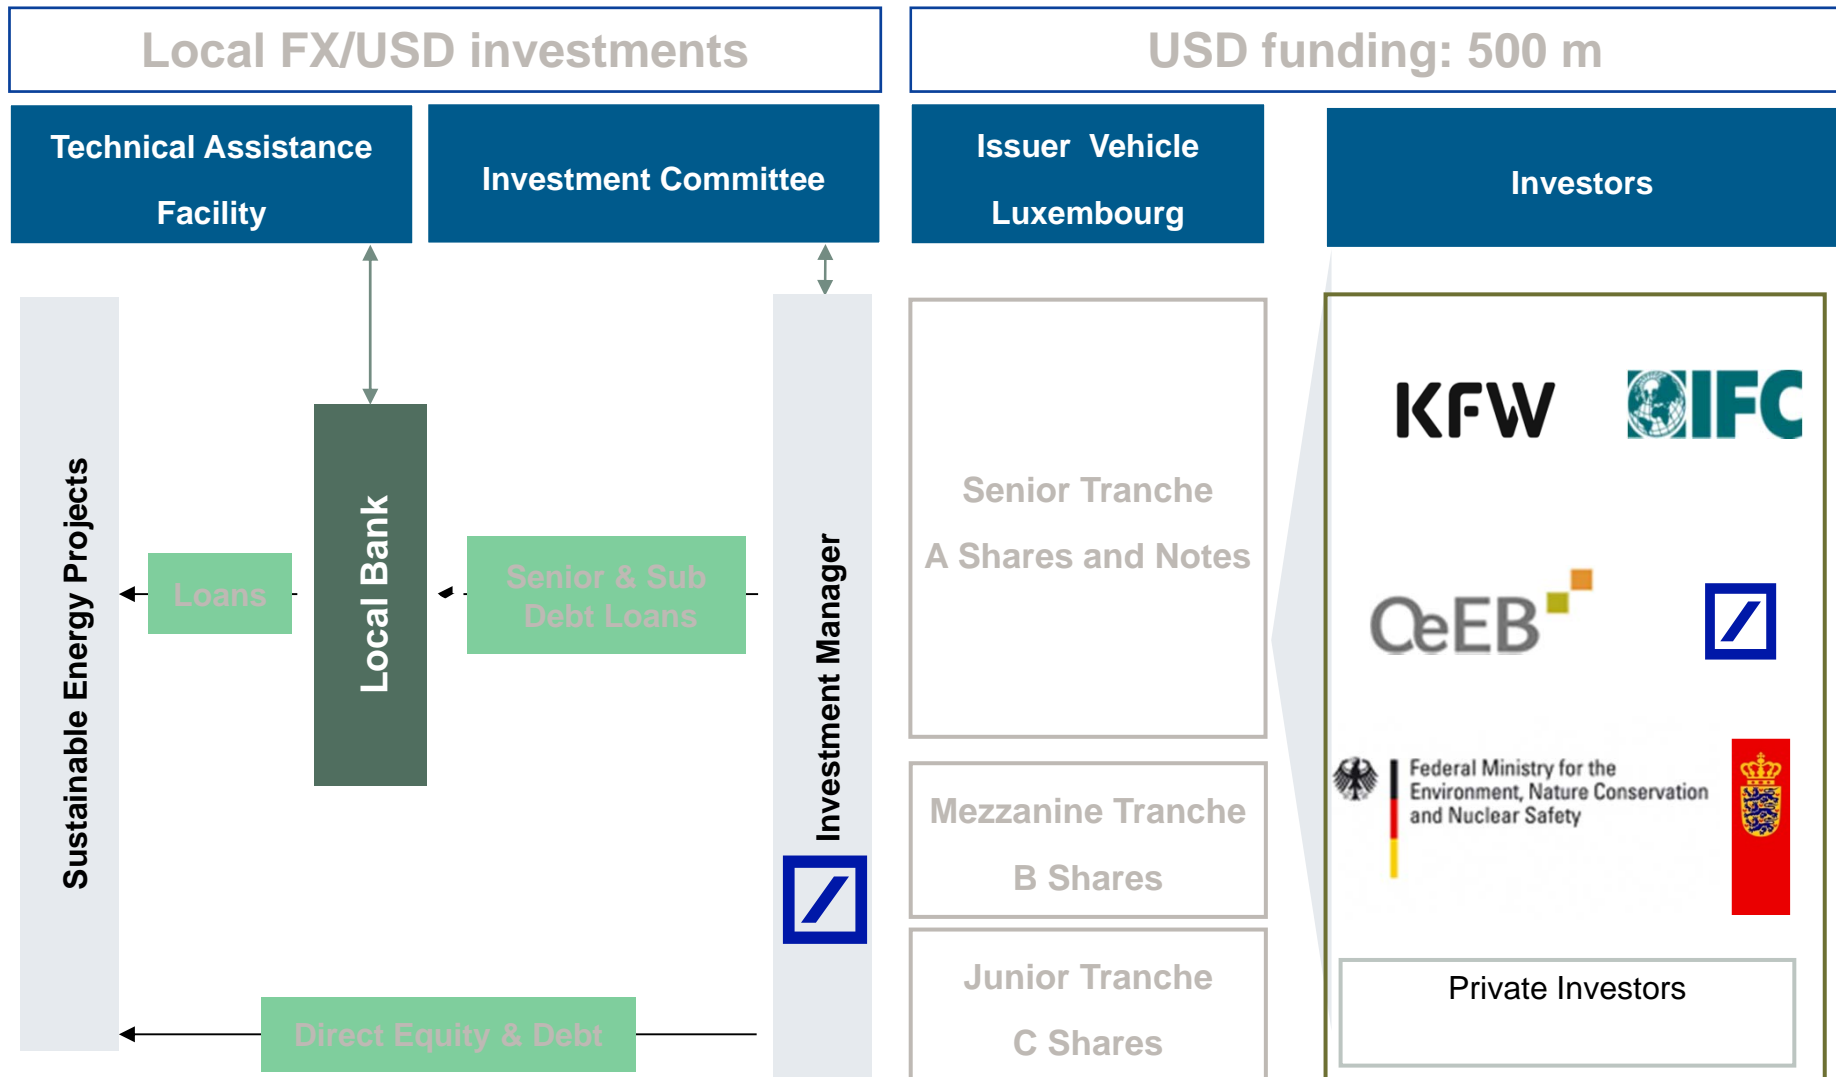 Local FX/USD investments
USD funding: 500 m
Technical Assistance
Facility
Investment Committee
Issuer Vehicle
Luxembourg
Investors
Sustainable Energy Projects
Loans
Local Bank
Senior & Sub
Debt Loans
Investment Manager
Direct Equity & Debt
Senior Tranche
A Shares and Notes
Mezzanine Tranche
B Shares
Junior Tranche
C Shares
KFW
IFC
OeEB
Federal Ministry for the
Environment, Nature Conservation
and Nuclear Safety
Private Investors